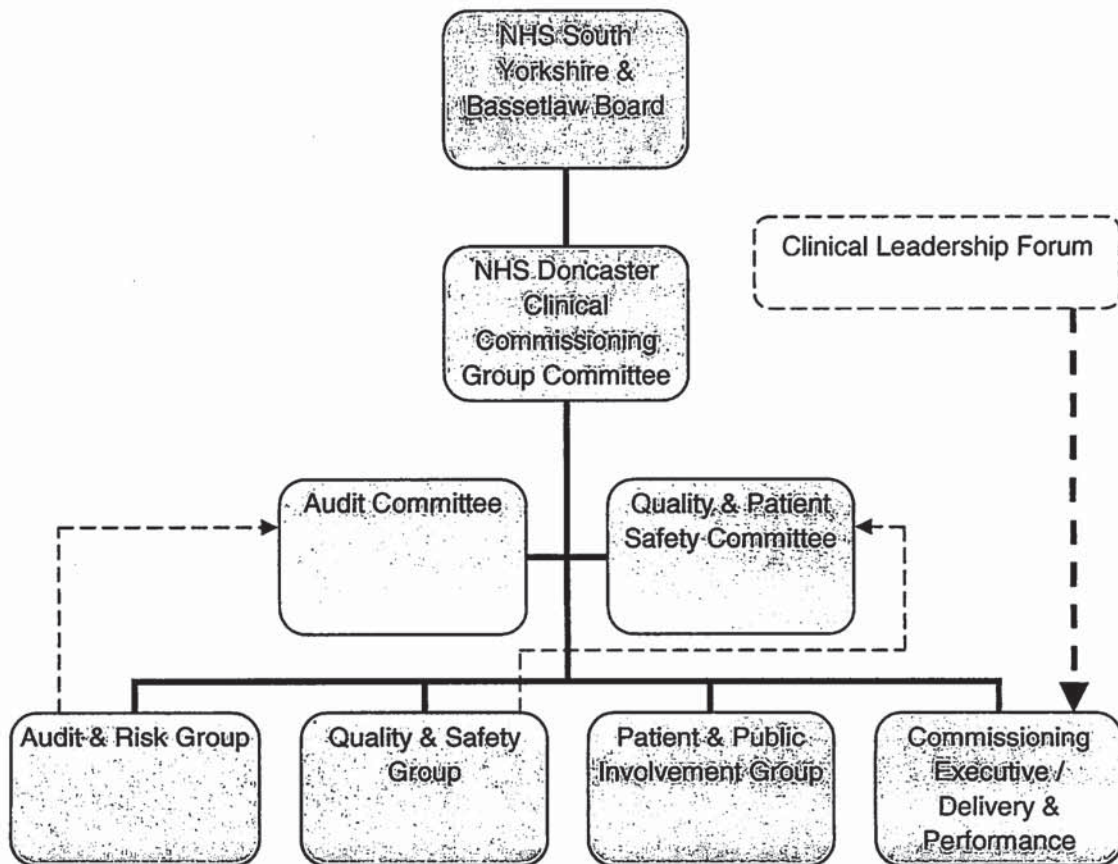 NHS South
Yorkshire &
Bassetlaw Board
Clinical Leadership Forum
NHS Doncaster
Clinical
Commissioning
Group Committee
Audit Committee
Quality & Patient
Safety Committee
Audit & Risk Group
Quality & Safety
Group
Patient & Public
Involvement Group
Commissioning
Executive /
Delivery &
Performance